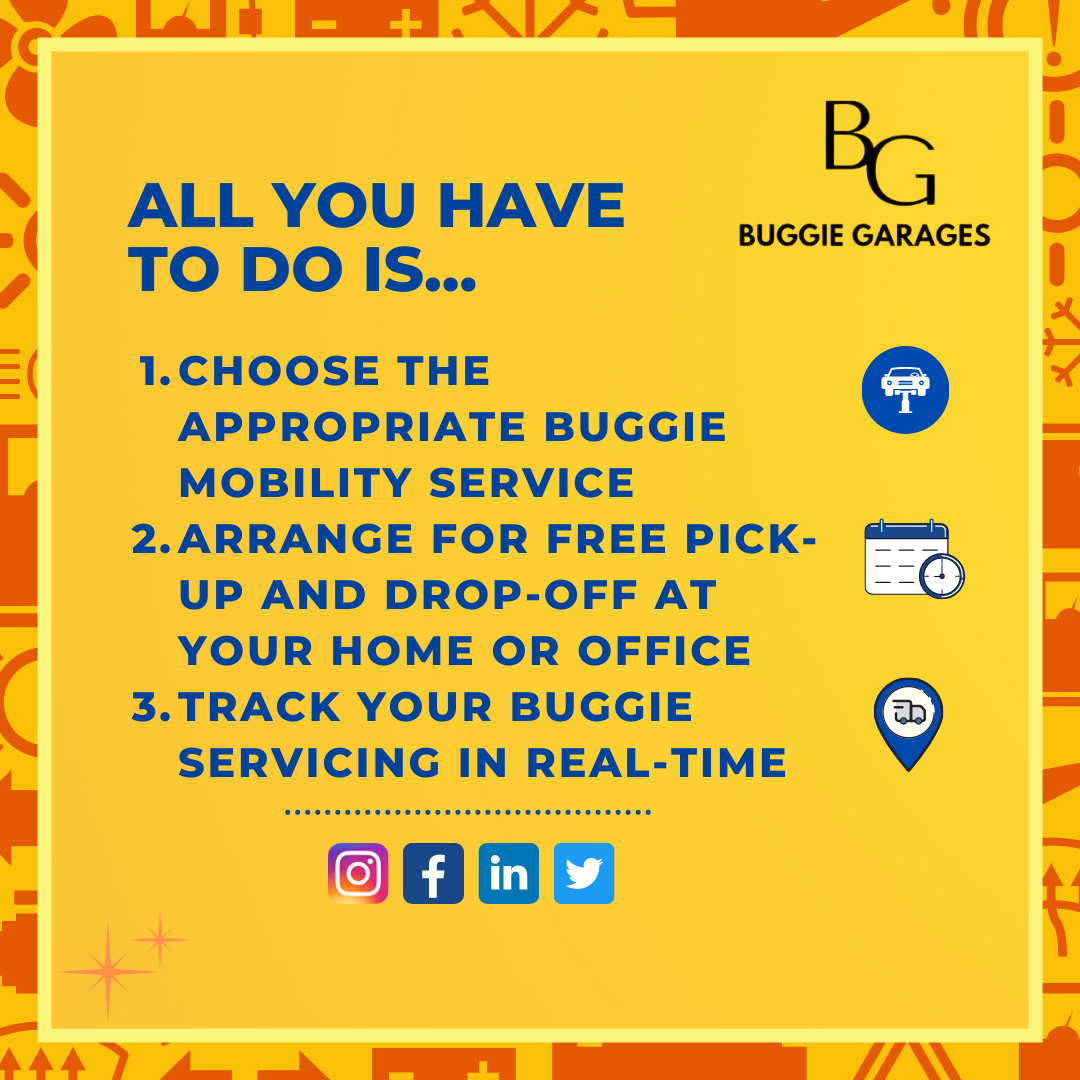 BG
BUGGIE GARAGES
ALL YOU HAVE
TO DO IS...
1. CHOOSE THE
APPROPRIATE BUGGIE
MOBILITY SERVICE
2. ARRANGE FOR FREE PICK-
UP AND DROP-OFF AT
YOUR HOME OR OFFICE
3. TRACK YOUR BUGGIE
SERVICING IN REAL-TIME
in